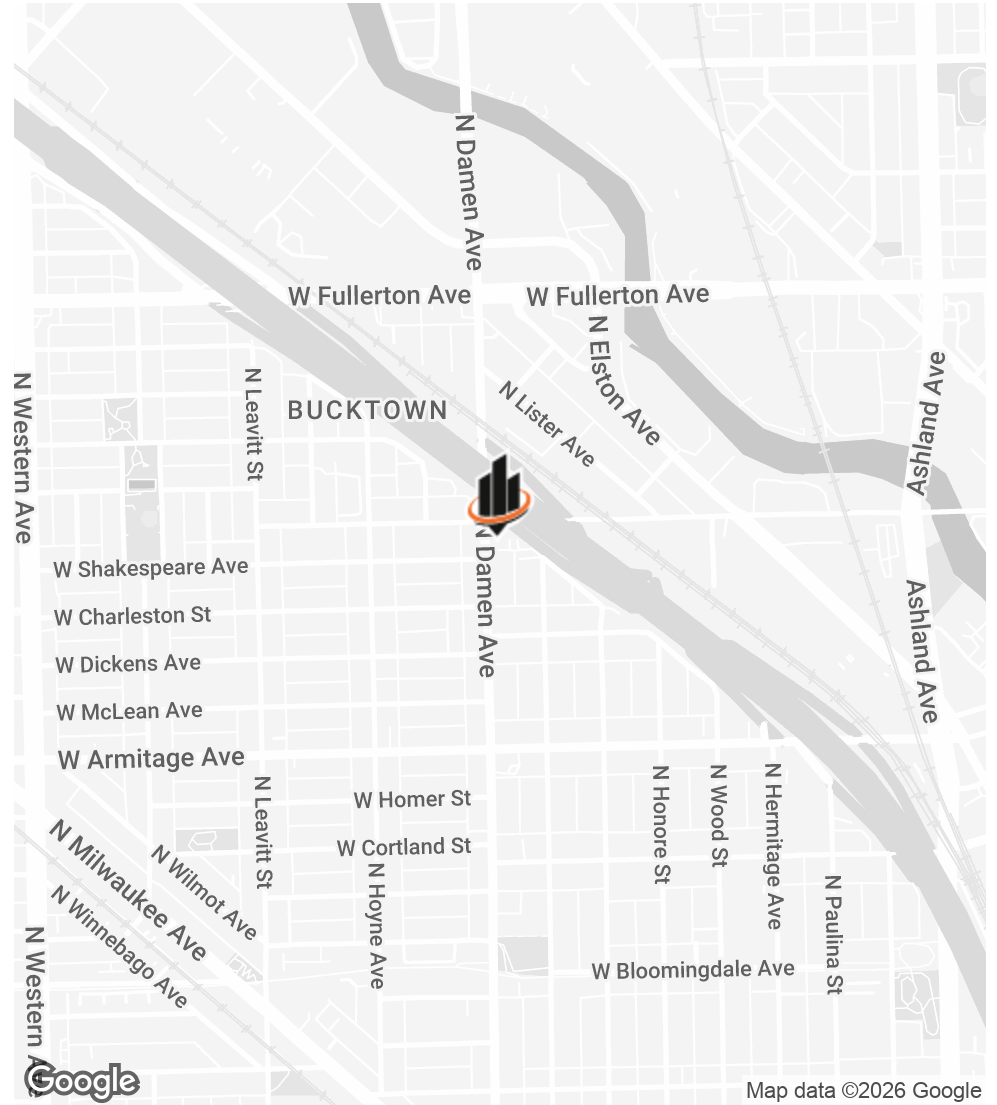 N Damen Ave
W Fullerton Ave
W Fullerton Ave
N Elston Ave
Ashland Ave
N Western Ave
N Leavitt St
BUCKTOWN
N Lister Ave
N Damen Ave
W Shakespeare Ave
Ashland Ave
W Charleston St
W Dickens Ave
W McLean Ave
W Armitage Ave
N Honore St
N Wood St
N Hermitage Ave
N Leavitt St
W Homer St
N Milwaukee Ave
N Wilmot Ave
W Cortland St
N Hoyne Ave
N Paulina St
N Winnebago Ave
N Western Ave
W Bloomingdale Ave
Google
Map data ©2026 Google